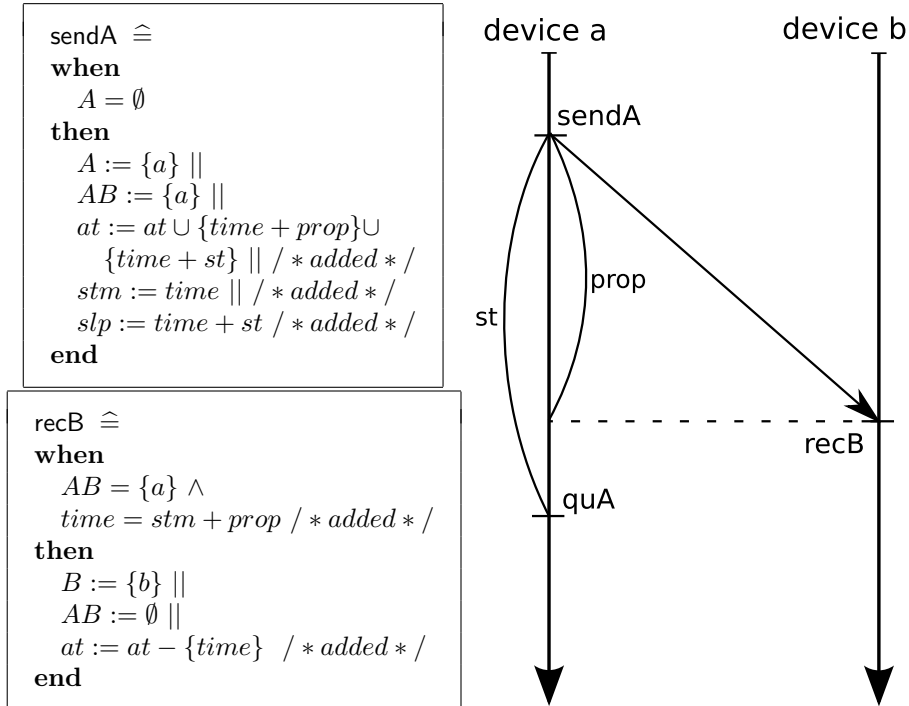 sendA ≙
when
A = ∅
then
A := {a} ||
AB := {a} ||
at := at ∪ {time + prop}∪
{time + st} || / * added * /
stm := time || / * added * /
slp := time + st / * added * /
end
recB ≙
when
AB = {a} ∧
time = stm + prop / * added * /
then
B := {b} ||
AB := ∅ ||
at := at − {time} / * added * /
end
device a
device b
sendA
prop
st
recB
quA